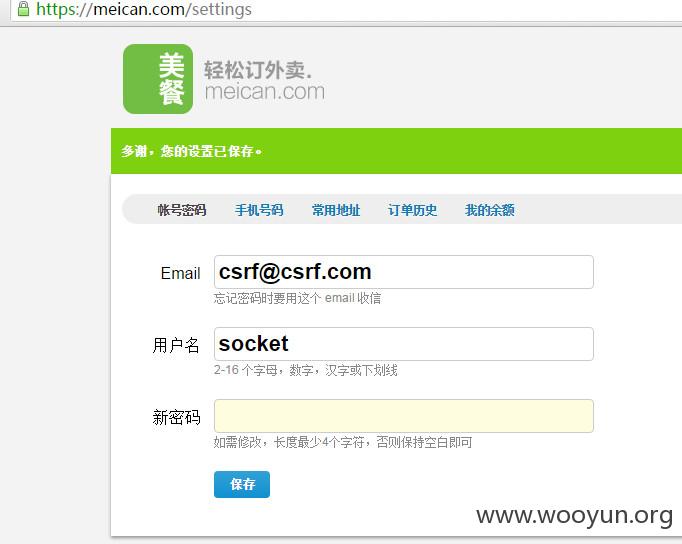 https://meican.com/settings
美餐
轻松订外卖.
meican.com
多谢，您的设置已保存。
帐号密码 手机号码 常用地址 订单历史 我的余额
Email csrf@csrf.com
忘记密码时要用这个 email 收信
用户名 socket
2-16 个字母，数字，汉字或下划线
新密码
如需修改，长度最少4个字符，否则保持空白即可
保存
www.wooyun.org